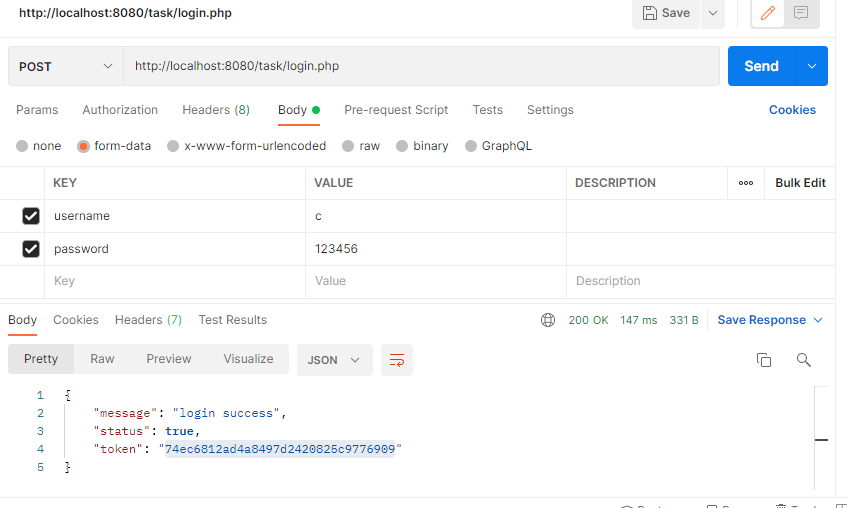 http://localhost:8080/task/login.php Save
POST http://localhost:8080/task/login.php Send
Params Authorization Headers (8) Body Pre-request Script Tests Settings Cookies
none form-data x-www-form-urlencoded raw binary GraphQL
KEY VALUE DESCRIPTION ooo Bulk Edit
username c
password 123456
Key Value Description
Body Cookies Headers (7) Test Results 200 OK 147 ms 331 B Save Response
Pretty Raw Preview Visualize JSON
1 {
2 "message": "login success",
3 "status": true,
4 "token": "74ec6812ad4a8497d2420825c9776909"
5 }